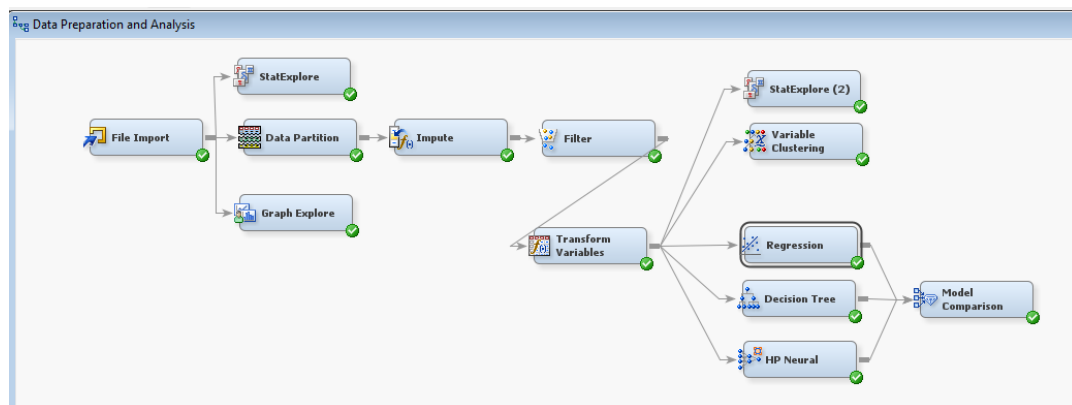 Data Preparation and Analysis
StatExplore
File Import
Data Partition
Impute
Filter
Graph Explore
Transform
Variables
StatExplore (2)
Variable
Clustering
Regression
Decision Tree
HP Neural
Model
Comparison